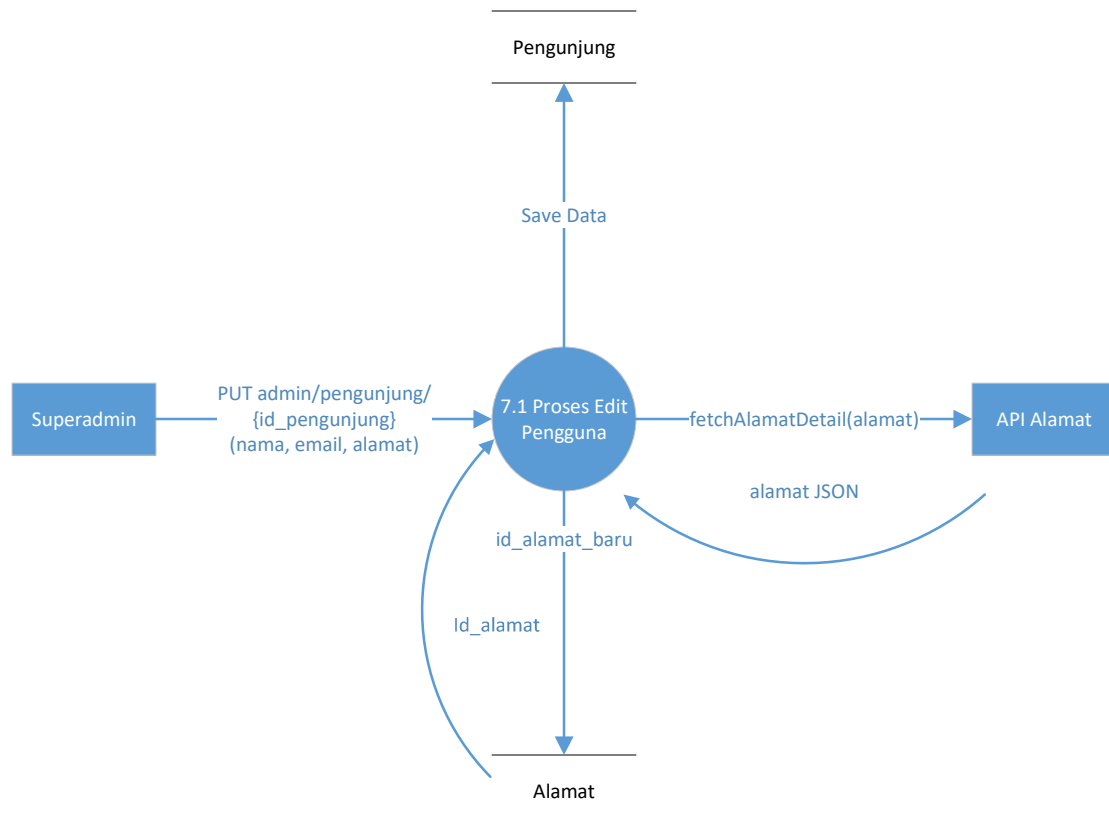 Pengunjung
Save Data
Superadmin
PUT admin/pengunjung/
{id_pengunjung}
(nama, email, alamat)
7.1 Proses Edit
Pengguna
fetchAlamatDetail(alamat)
API Alamat
alamat JSON
id_alamat_baru
Id_alamat
Alamat